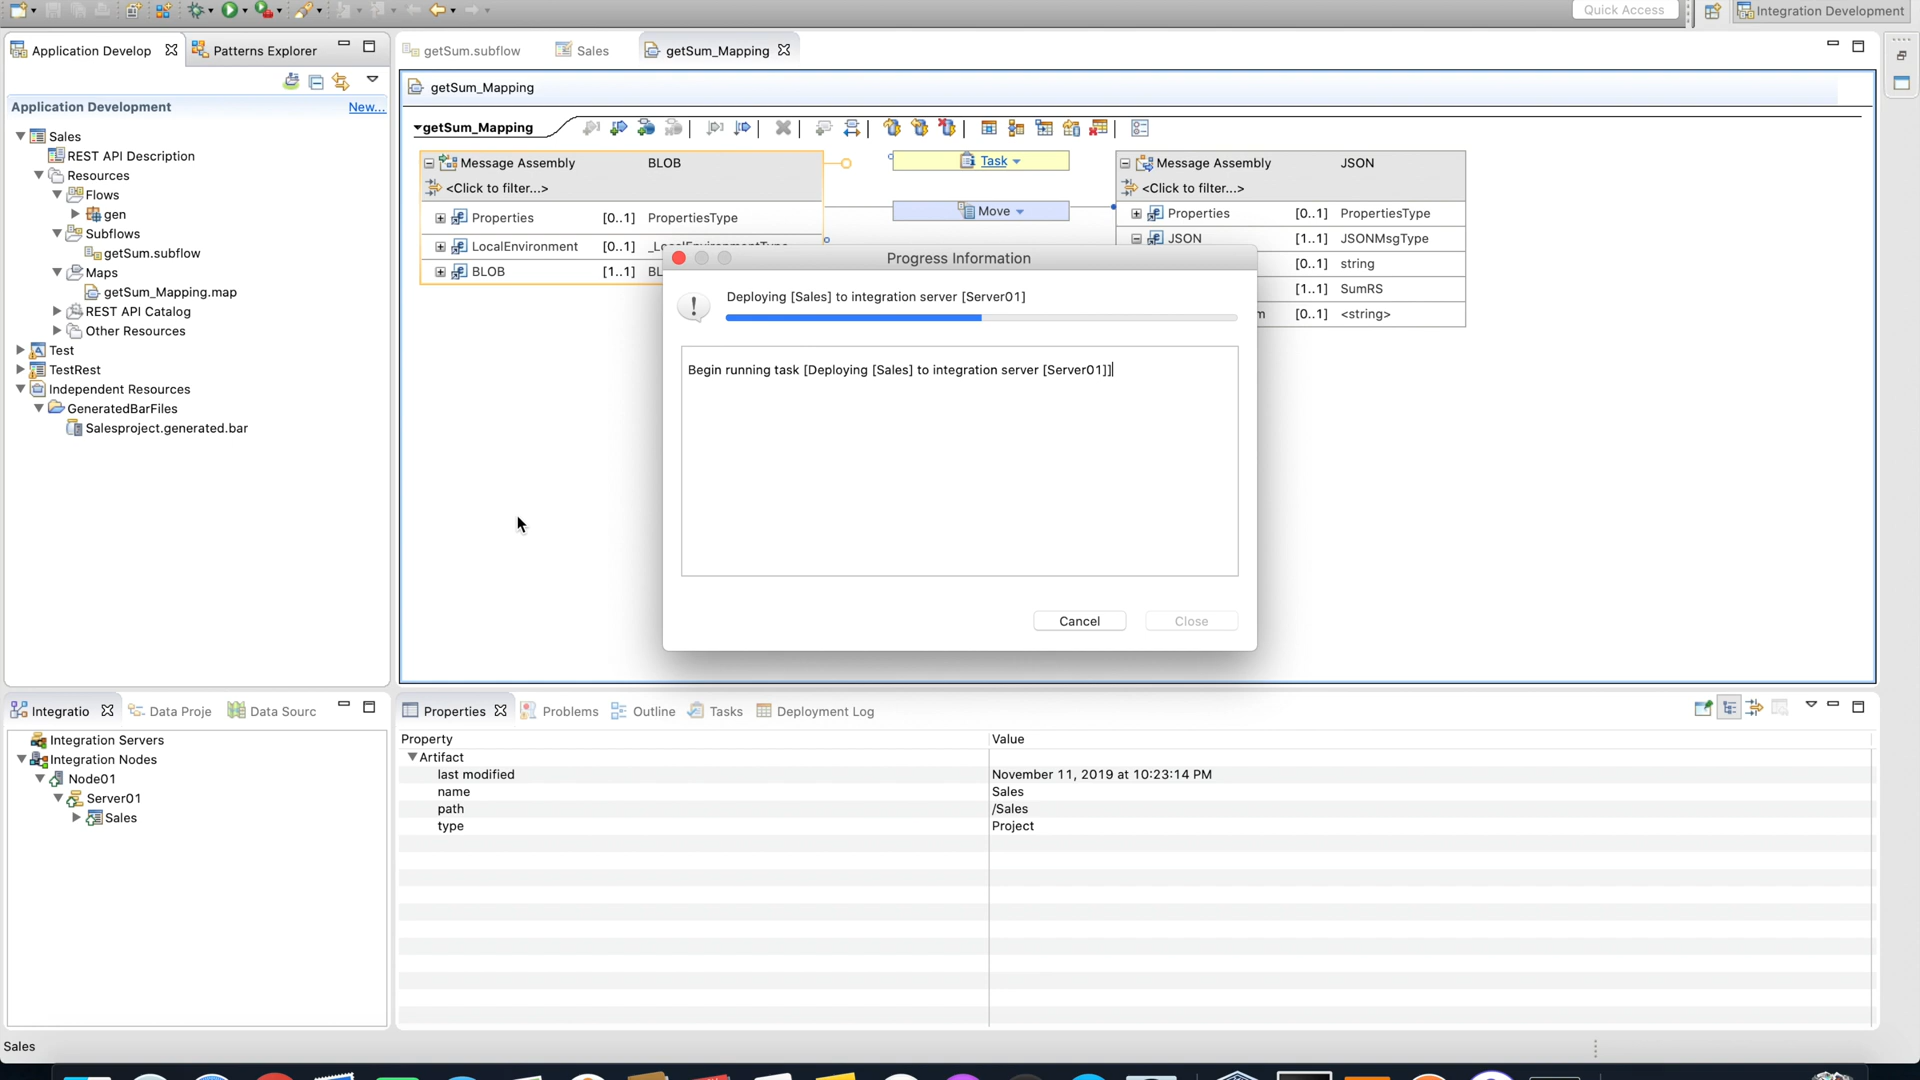 Quick Access
Integration Development
Application Develop
Patterns Explorer
getSum.subflow
Sales
getSum_Mapping
Application Development
New...
getSum_Mapping
getSum_Mapping
Sales
REST API Description
Resources
Flows
gen
Subflows
getSum.subflow
Maps
getSum_Mapping.map
REST API Catalog
Other Resources
Test
TestRest
Independent Resources
GeneratedBarFiles
Salesproject.generated.bar
Message Assembly BLOB
<Click to filter...>
Properties [0..1] PropertiesType
LocalEnvironment [0..1] _LocalEnvironmentType
BLOB [1..1] BL
Task
Move
Message Assembly JSON
<Click to filter...>
Properties [0..1] PropertiesType
JSON [1..1] JSONMsgType
[0..1] string
[1..1] SumRS
m [0..1] <string>
Progress Information
Deploying [Sales] to integration server [Server01]
Begin running task [Deploying [Sales] to integration server [Server01]]
Cancel
Close
Integratio
Data Proje
Data Sourc
Integration Servers
Integration Nodes
Node01
Server01
Sales
Properties
Problems
Outline
Tasks
Deployment Log
Property Value
Artifact
last modified November 11, 2019 at 10:23:14 PM
name Sales
path /Sales
type Project
Sales